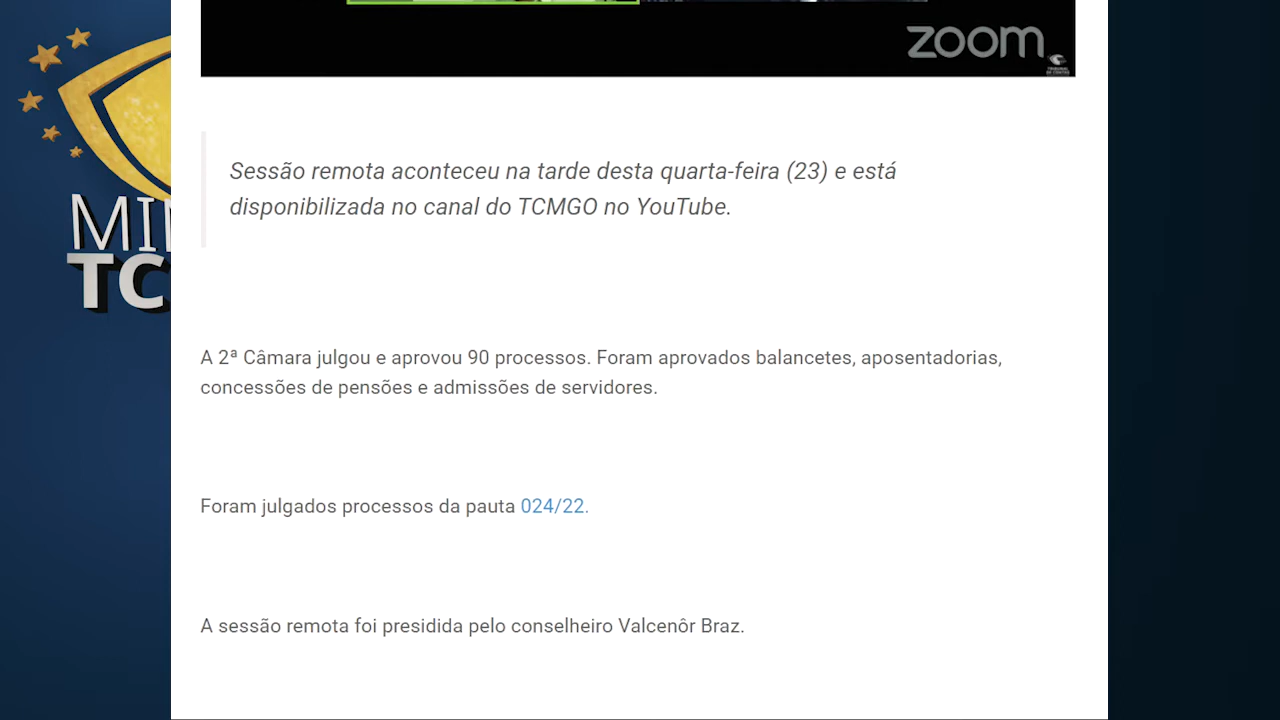 zoom
Sessão remota aconteceu na tarde desta quarta-feira (23) e está
disponibilizada no canal do TCMGO no YouTube.
MI
TC
A 2ª Câmara julgou e aprovou 90 processos. Foram aprovados balancetes, aposentadorias,
concessões de pensões e admissões de servidores.
Foram julgados processos da pauta 024/22.
A sessão remota foi presidida pelo conselheiro Valcenôr Braz.